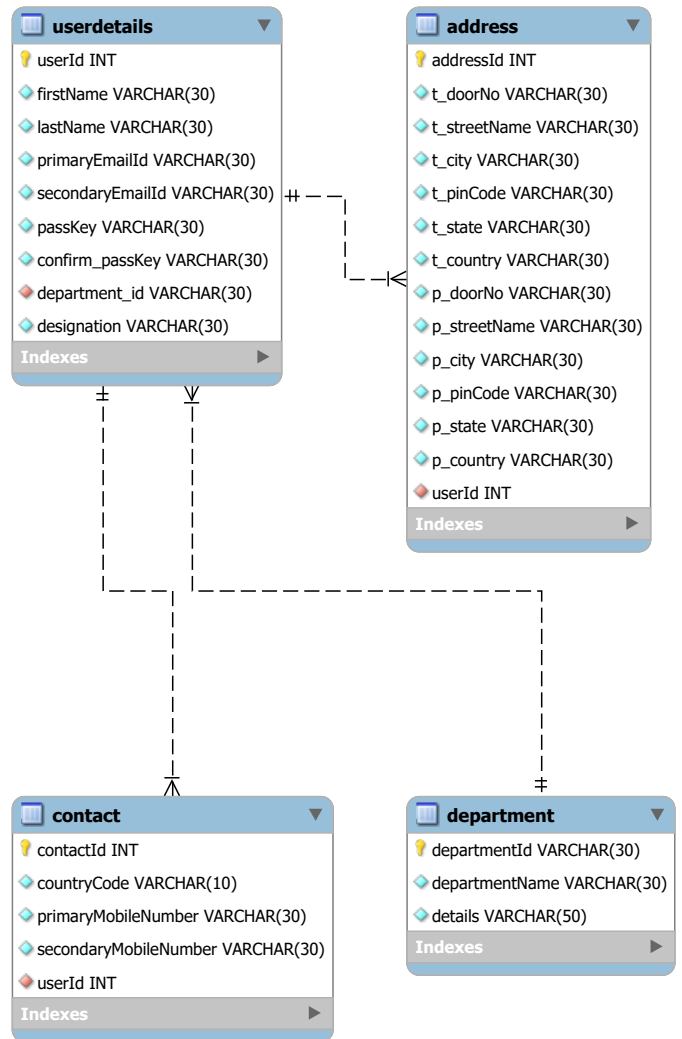 userdetails
userId INT
firstName VARCHAR(30)
lastName VARCHAR(30)
primaryEmailId VARCHAR(30)
secondaryEmailId VARCHAR(30)
passKey VARCHAR(30)
confirm_passKey VARCHAR(30)
department_id VARCHAR(30)
designation VARCHAR(30)
Indexes
address
addressId INT
t_doorNo VARCHAR(30)
t_streetName VARCHAR(30)
t_city VARCHAR(30)
t_pinCode VARCHAR(30)
t_state VARCHAR(30)
t_country VARCHAR(30)
p_doorNo VARCHAR(30)
p_streetName VARCHAR(30)
p_city VARCHAR(30)
p_pinCode VARCHAR(30)
p_state VARCHAR(30)
p_country VARCHAR(30)
userId INT
Indexes
contact
contactId INT
countryCode VARCHAR(10)
primaryMobileNumber VARCHAR(30)
secondaryMobileNumber VARCHAR(30)
userId INT
Indexes
department
departmentId VARCHAR(30)
departmentName VARCHAR(30)
details VARCHAR(50)
Indexes